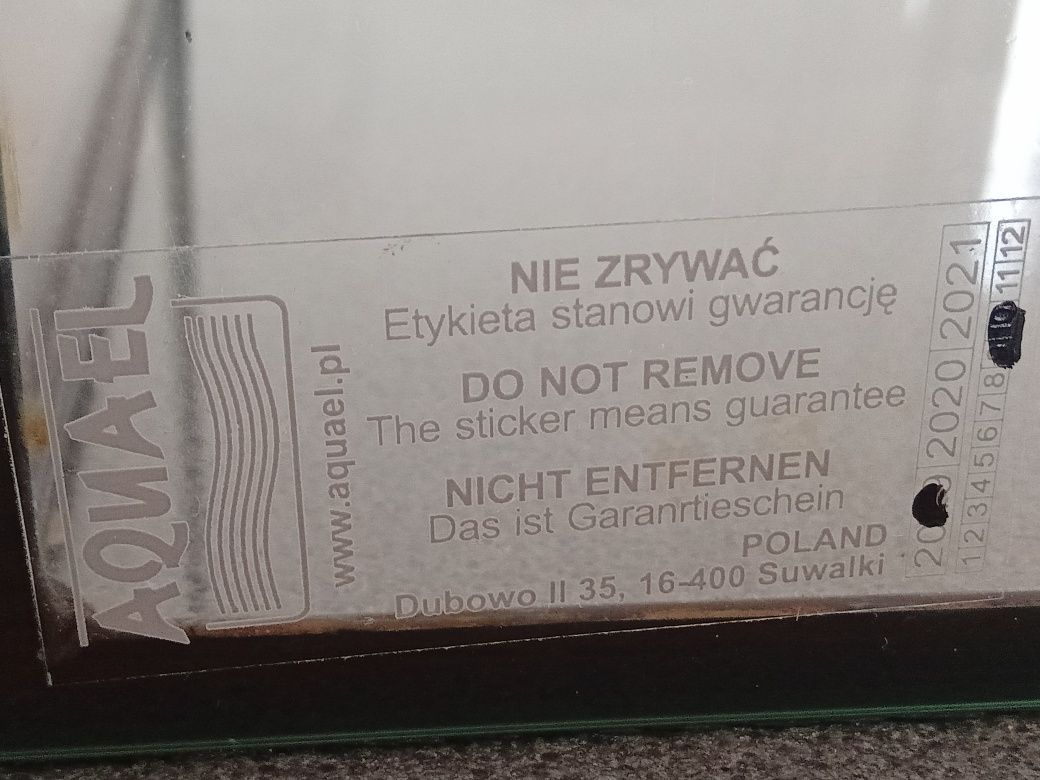 AQUAEL
www.aquael.pl
NIE ZRYWAĆ
Etykieta stanowi gwarancję
DO NOT REMOVE
The sticker means guarantee
NICHT ENTFERNEN
Das ist Garanrtieschein
POLAND
Dubowo II 35, 16-400 Suwalki
2020 2021
1 2 3 4 5 6 7 8 10 11 12